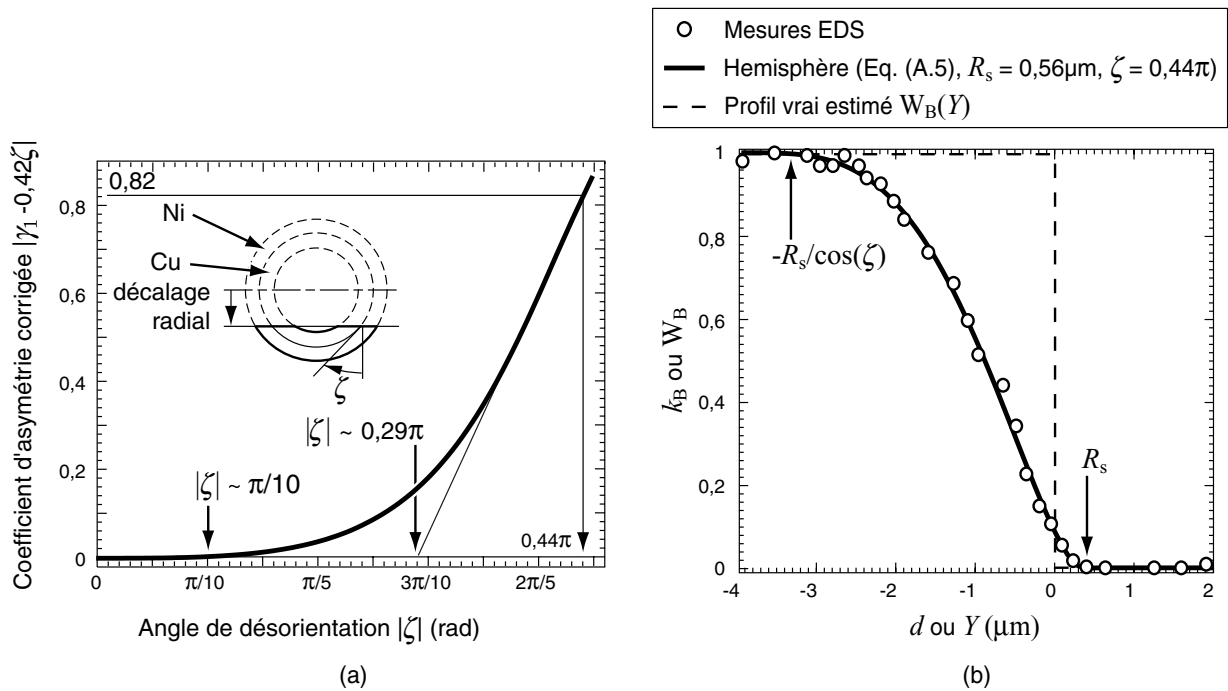 Mesures EDS
Hemisphère (Eq. (A.5), Rs = 0,56µm, ζ = 0,44π)
Profil vrai estimé WB(Y)
Coefficient d'asymétrie corrigée |γ1 -0,42ζ|
0,8
0,6
0,4
0,2
0
0,82
Ni
Cu
décalage
radial
ζ
|ζ| ~ 0,29π
|ζ| ~ π/10
0,44π
0 π/10 π/5 3π/10 2π/5
Angle de désorientation |ζ| (rad)
(a)
kB ou WB
1
0,8
0,6
0,4
0,2
0
-Rs/cos(ζ)
Rs
-4 -3 -2 -1 0 1 2
d ou Y (µm)
(b)